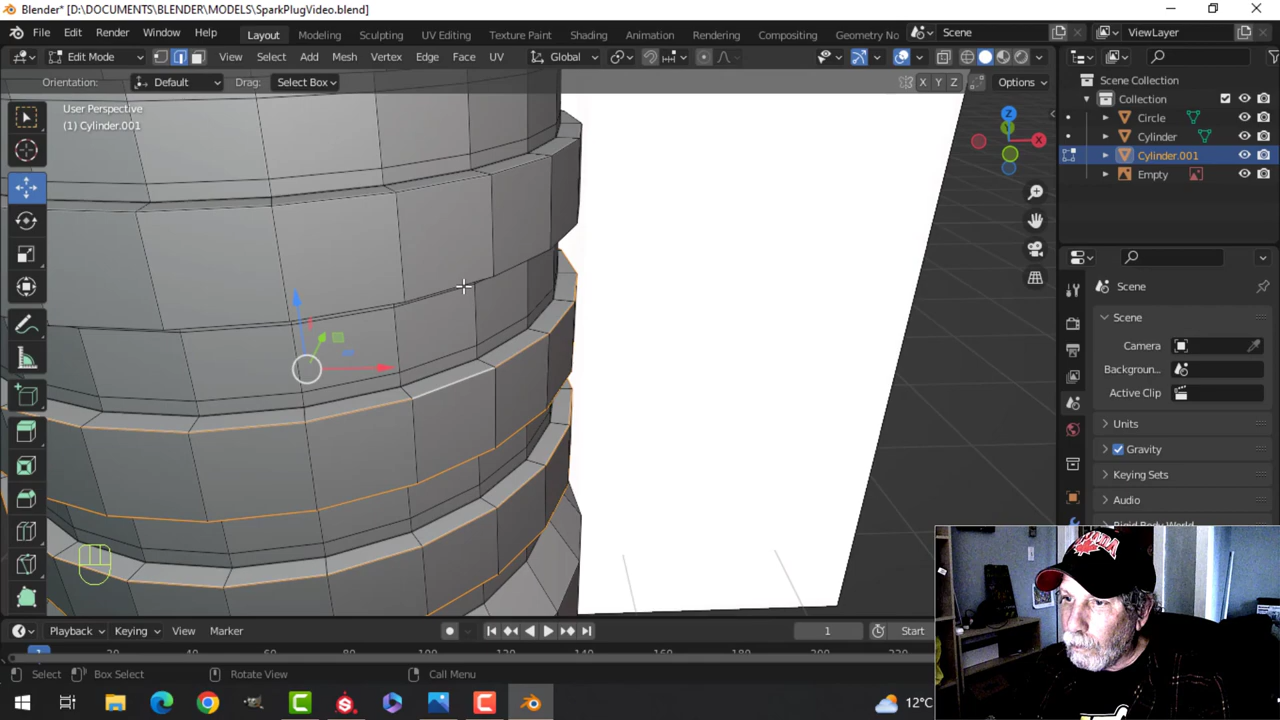 Blender* [D:\DOCUMENTS\BLENDER\MODELS\SparkPlugVideo.blend]
File Edit Render Window Help Layout Modeling Sculpting UV Editing Texture Paint Shading Animation Rendering Compositing Geometry No Scene ViewLayer
Edit Mode View Select Add Mesh Vertex Edge Face UV Global
Orientation: Default Drag: Select Box X Y Z Options
User Perspective
(1) Cylinder.001
Z
X
Scene Collection
Collection
Circle
Cylinder
Cylinder.001
Empty
Scene
Scene
Camera
Backgroun...
Active Clip
Units
Gravity
Keying Sets
Audio
Rigid Body World
Playback Keying View Marker 1 Start
1 20 40 60 80 100 120 140 160 180 200 220
Select Box Select Rotate View Call Menu
12°C